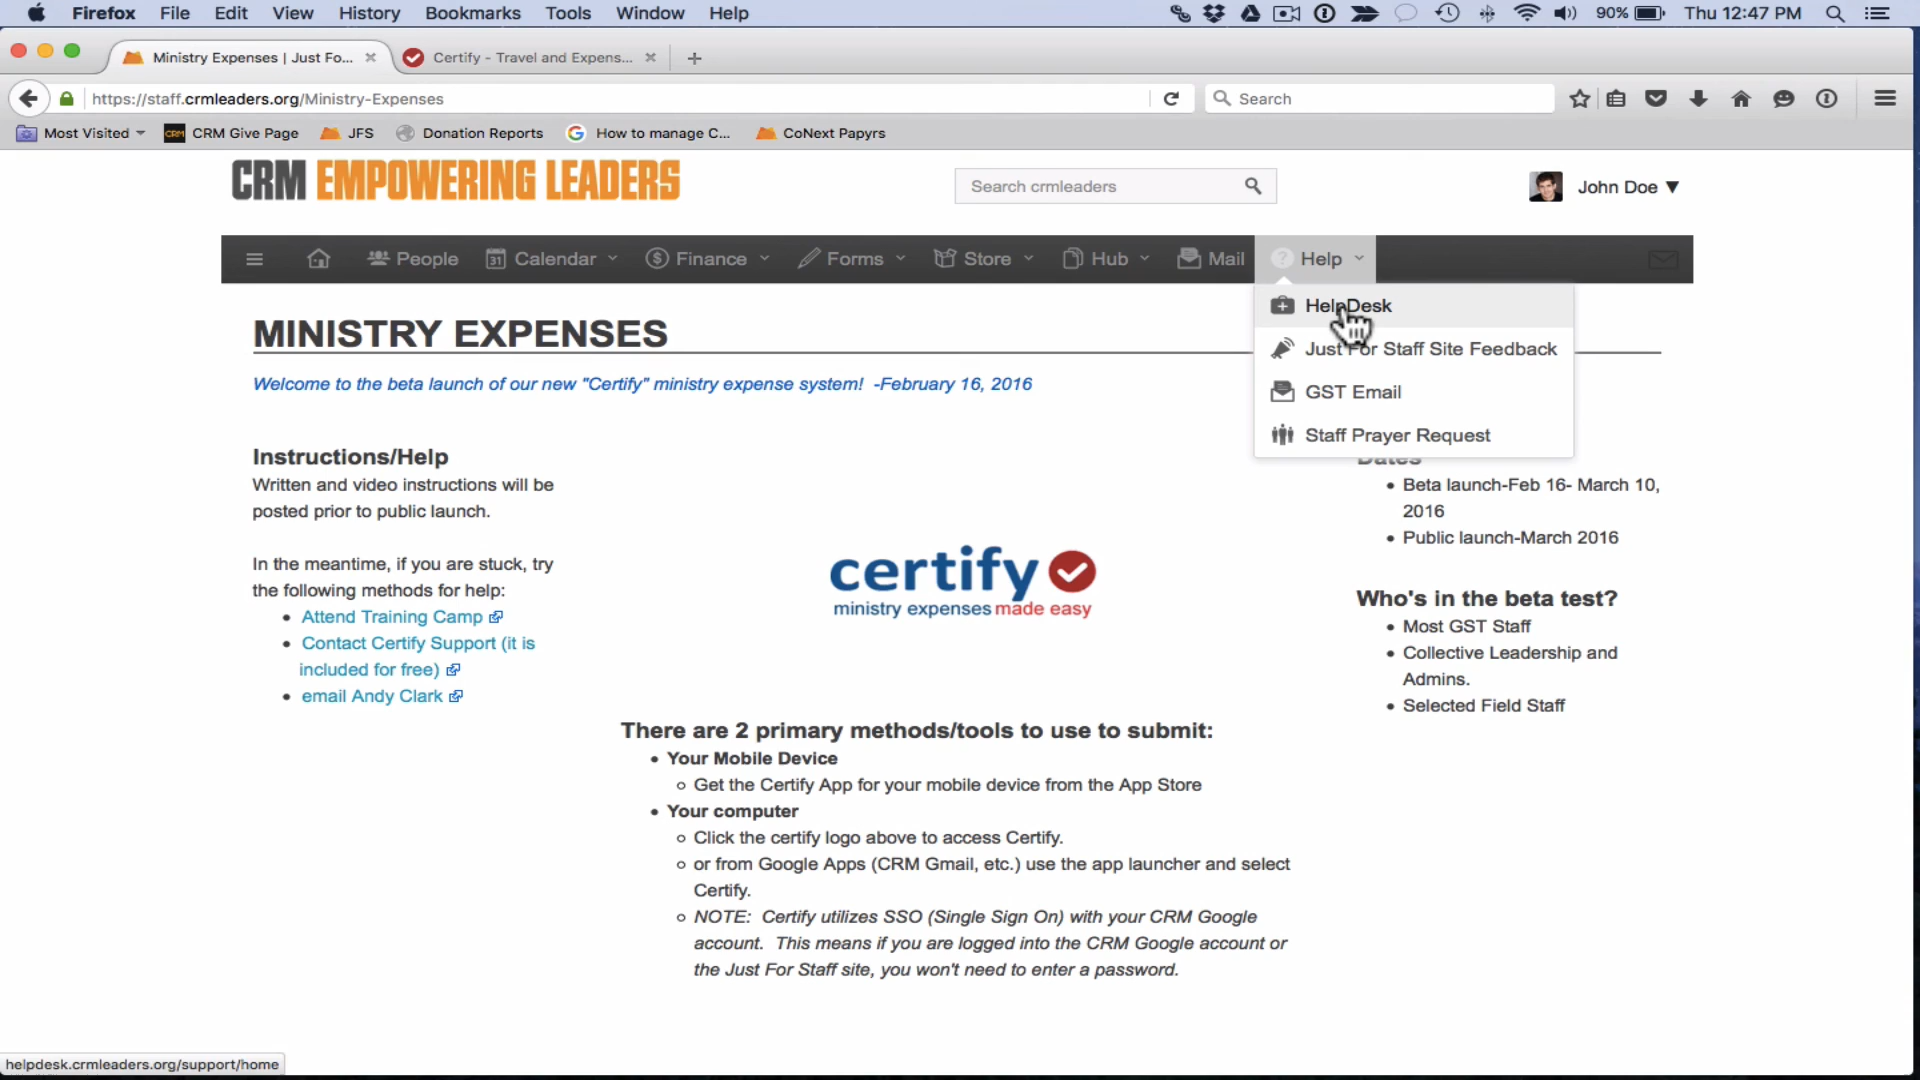 Firefox File Edit View History Bookmarks Tools Window Help 90% Thu 12:47 PM
Ministry Expenses | Just Fo... Certify - Travel and Expens...
https://staff.crmleaders.org/Ministry-Expenses Search
Most Visited CRM CRM Give Page JFS Donation Reports How to manage C... CoNext Papyrs
CRM EMPOWERING LEADERS
Search crmleaders
John Doe ▼
People 31 Calendar $ Finance Forms Store Hub Mail ? Help
HelpDesk
Just For Staff Site Feedback
GST Email
Staff Prayer Request
MINISTRY EXPENSES
Welcome to the beta launch of our new "Certify" ministry expense system! -February 16, 2016
Instructions/Help
Written and video instructions will be
posted prior to public launch.
In the meantime, if you are stuck, try
the following methods for help:
• Attend Training Camp
• Contact Certify Support (it is
included for free)
• email Andy Clark
certify
ministry expenses made easy
Dates
• Beta launch-Feb 16- March 10,
2016
• Public launch-March 2016
Who's in the beta test?
• Most GST Staff
• Collective Leadership and
Admins.
• Selected Field Staff
There are 2 primary methods/tools to use to submit:
• Your Mobile Device
o Get the Certify App for your mobile device from the App Store
• Your computer
o Click the certify logo above to access Certify.
o or from Google Apps (CRM Gmail, etc.) use the app launcher and select
Certify.
o NOTE: Certify utilizes SSO (Single Sign On) with your CRM Google
account. This means if you are logged into the CRM Google account or
the Just For Staff site, you won't need to enter a password.
helpdesk.crmleaders.org/support/home